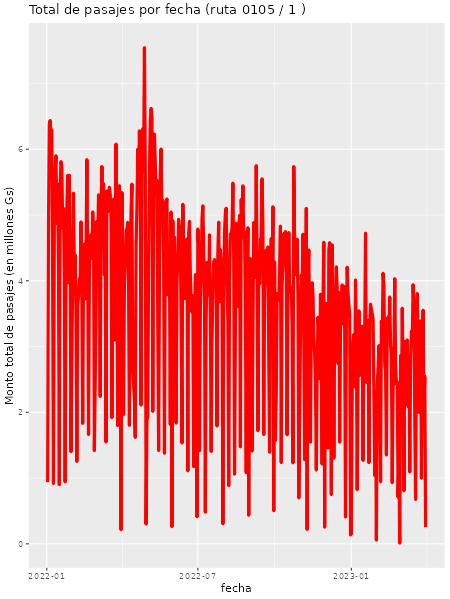 Total de pasajes por fecha (ruta 0105 / 1 )
Monto total de pasajes (en millones Gs)
6
4
2
0
2022-01 2022-07 2023-01
fecha